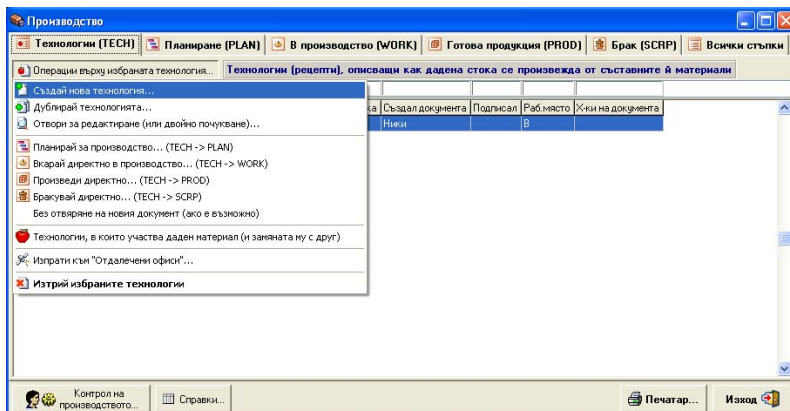 Производство
Технологии (TECH) Планиране (PLAN) В производство (WORK) Готова продукция (PROD) Брак (SCRP) Всички стъпки
Операции върху избраната технология... Технологии (рецепти), описващи как дадена стока се произвежда от съставните ѝ материали
Създай нова технология...
Дублирай технологията...
ка Създал документа Подписал Раб.място Х-ки на документа
Отвори за редактиране (или двойно почукване)...
Ники В
Планирай за производство... (TECH -> PLAN)
Вкарай директно в производство... (TECH -> WORK)
Произведи директно... (TECH -> PROD)
Бракувай директно... (TECH -> SCRP)
Без отвяряне на новия документ (ако е възможно)
Технологии, в които участва даден материал (и замяната му с друг)
Изпрати към "Отдалечени офиси"...
Изтрий избраните технологии
Контрол на производството... Справки... Печатар... Изход